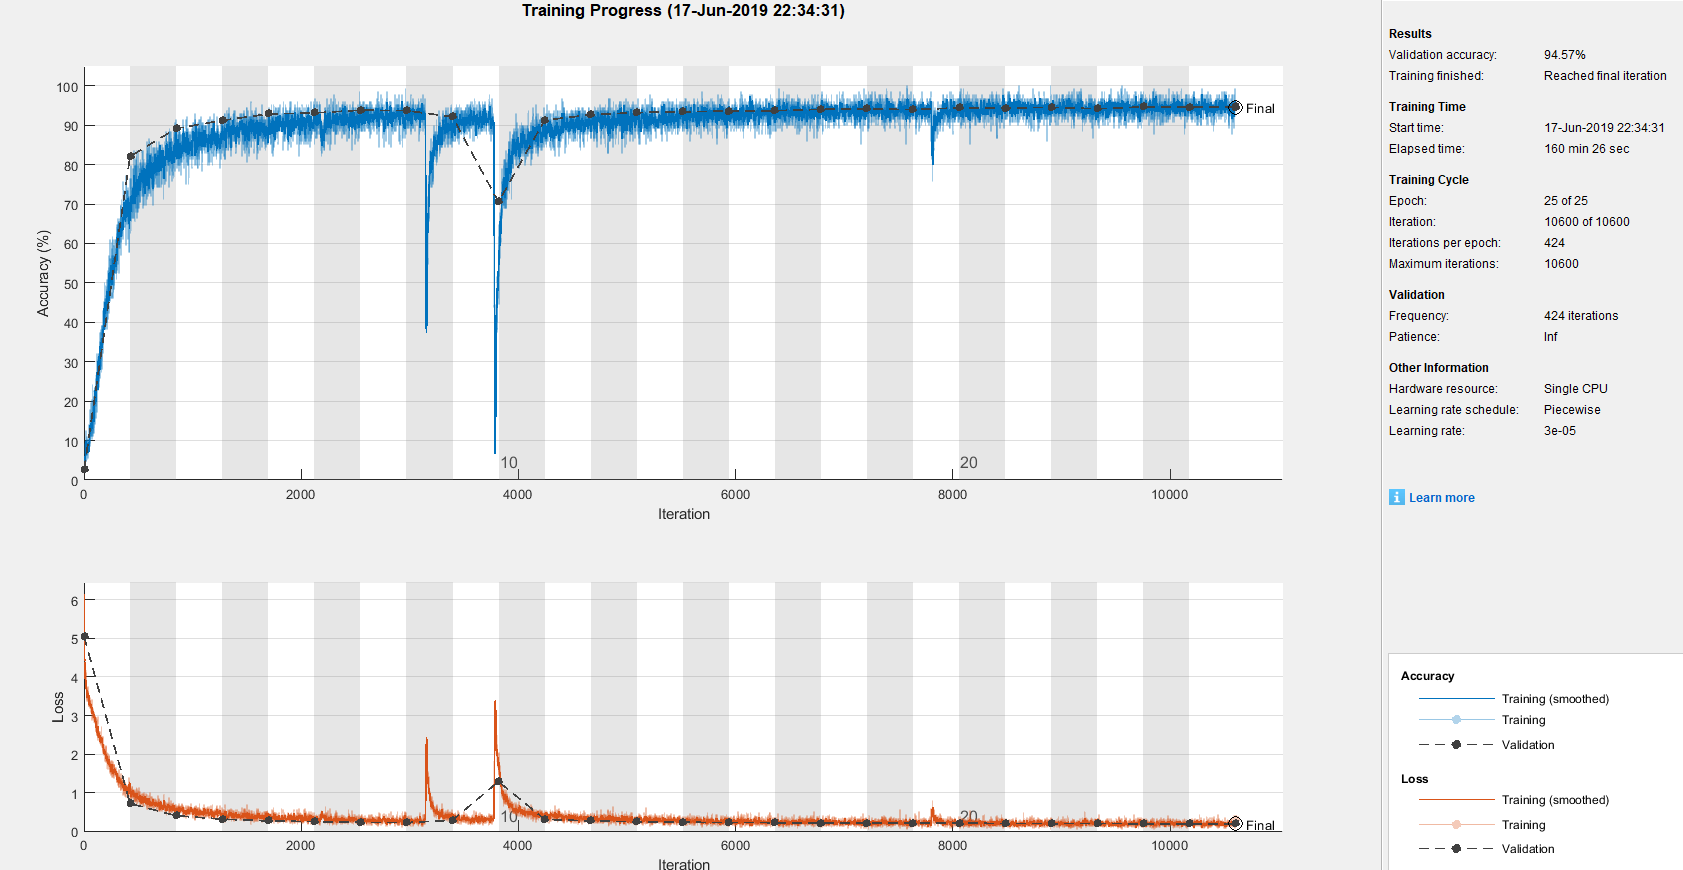 Training Progress (17-Jun-2019 22:34:31)
100
90
80
70
60
50
40
30
20
10
0
Accuracy (%)
10
20
Final
0
2000
4000
6000
8000
10000
Iteration
6
5
4
3
2
1
0
Loss
10
20
Final
0
2000
4000
6000
8000
10000
Iteration
Results
Validation accuracy: 94.57%
Training finished: Reached final iteration
Training Time
Start time: 17-Jun-2019 22:34:31
Elapsed time: 160 min 26 sec
Training Cycle
Epoch: 25 of 25
Iteration: 10600 of 10600
Iterations per epoch: 424
Maximum iterations: 10600
Validation
Frequency: 424 iterations
Patience: Inf
Other Information
Hardware resource: Single CPU
Learning rate schedule: Piecewise
Learning rate: 3e-05
i Learn more
Accuracy
Training (smoothed)
Training
Validation
Loss
Training (smoothed)
Training
Validation